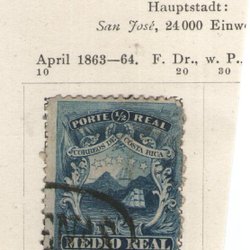 Hauptstadt:
San José, 24000 Einw
April 1863—64. F. Dr., w. P.
10 20 30
PORTE ½ REAL
CORREOS DE COSTA RICA
MEDIO REAL